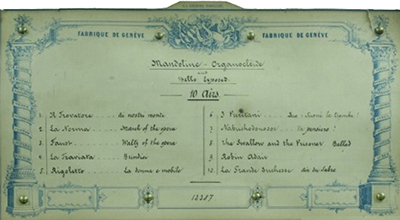 FABRIQUE DE GENÈVE
FABRIQUE DE GENÈVE
Mandoline - Organocleide
and
Bells Exposed
10 Airs.
1. Il Trovatore ... ai nostri monti
2. La Norma ... March of the opera
3. Faust ... Waltz of the opera
4. La Traviata ... Brindisi
5. Rigoletto ... La donna e mobile
6. I Puritani ... Suoni la tromba
7. Nabuchodonosor
8. The Swallow and the Prisoner Ballad
9. Robin Adair
10. La Grande Duchesse air du Sabre
12387